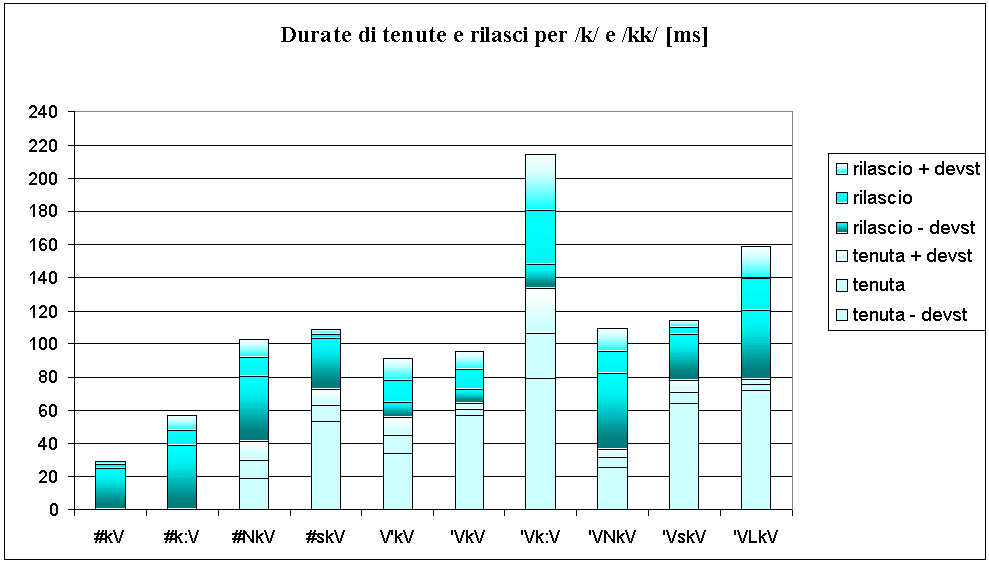 Durate di tenute e rilasci per /k/ e /kk/ [ms]
240
220
200
180
160
140
120
100
80
60
40
20
0
#kV #k:V #NkV #skV V'kV 'VkV 'Vk:V 'VNkV 'VskV 'VLkV
rilascio + devst
rilascio
rilascio - devst
tenuta + devst
tenuta
tenuta - devst